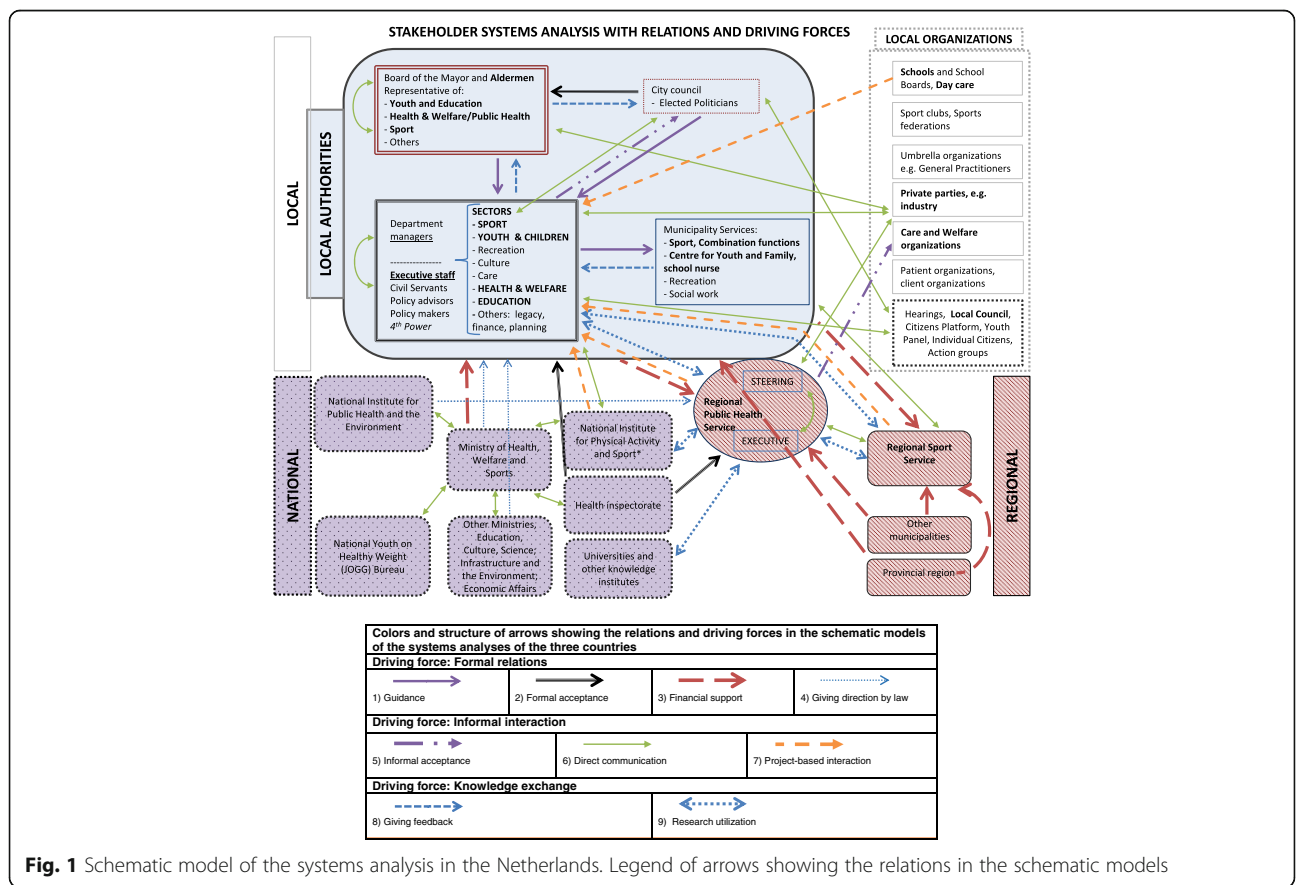 STAKEHOLDER SYSTEMS ANALYSIS WITH RELATIONS AND DRIVING FORCES
LOCAL
LOCAL AUTHORITIES
Board of the Mayor and Aldermen
Representative of:
- Youth and Education
- Health & Welfare/Public Health
- Sport
- Others
City council
- Elected Politicians
Department
managers
----------------
Executive staff
Civil Servants
Policy advisors
Policy makers
4th Power
SECTORS
- SPORT
- YOUTH & CHILDREN
- Recreation
- Culture
- Care
- HEALTH & WELFARE
- EDUCATION
- Others: legacy,
finance, planning
Municipality Services:
- Sport, Combination functions
- Centre for Youth and Family,
school nurse
- Recreation
- Social work
LOCAL ORGANIZATIONS
Schools and School
Boards, Day care
Sport clubs, Sports
federations
Umbrella organizations
e.g. General Practitioners
Private parties, e.g.
industry
Care and Welfare
organizations
Patient organizations,
client organizations
Hearings, Local Council,
Citizens Platform, Youth
Panel, Individual Citizens,
Action groups
NATIONAL
National Institute for
Public Health and the
Environment
Ministry of Health,
Welfare and
Sports
National Institute
for Physical Activity
and Sport*
Health inspectorate
National Youth on
Healthy Weight
(JOGG) Bureau
Other Ministries,
Education,
Culture, Science;
Infrastructure and
the Environment;
Economic Affairs
Universities and
other knowledge
institutes
STEERING
Regional
Public Health
Service
EXECUTIVE
Regional Sport
Service
Other
municipalities
Provincial region
REGIONAL
Colors and structure of arrows showing the relations and driving forces in the schematic models
of the systems analyses of the three countries
Driving force: Formal relations
1) Guidance
2) Formal acceptance
3) Financial support
4) Giving direction by law
Driving force: Informal interaction
5) Informal acceptance
6) Direct communication
7) Project-based interaction
Driving force: Knowledge exchange
8) Giving feedback
9) Research utilization
Fig. 1 Schematic model of the systems analysis in the Netherlands. Legend of arrows showing the relations in the schematic models